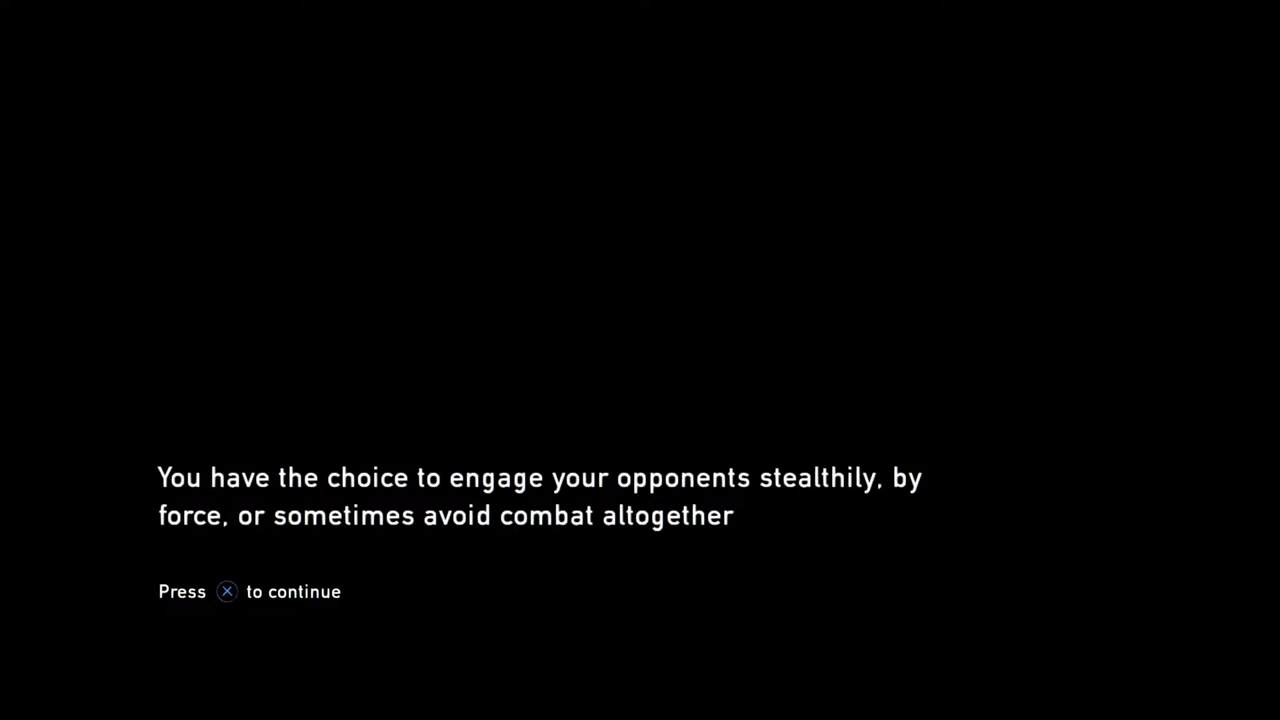 You have the choice to engage your opponents stealthily, by
force, or sometimes avoid combat altogether
Press ⓧ to continue